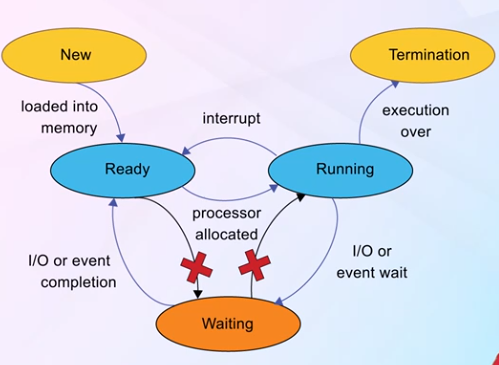 New
Termination
loaded into
memory
interrupt
execution
over
Ready
Running
processor
allocated
I/O or event
completion
I/O or
event wait
Waiting